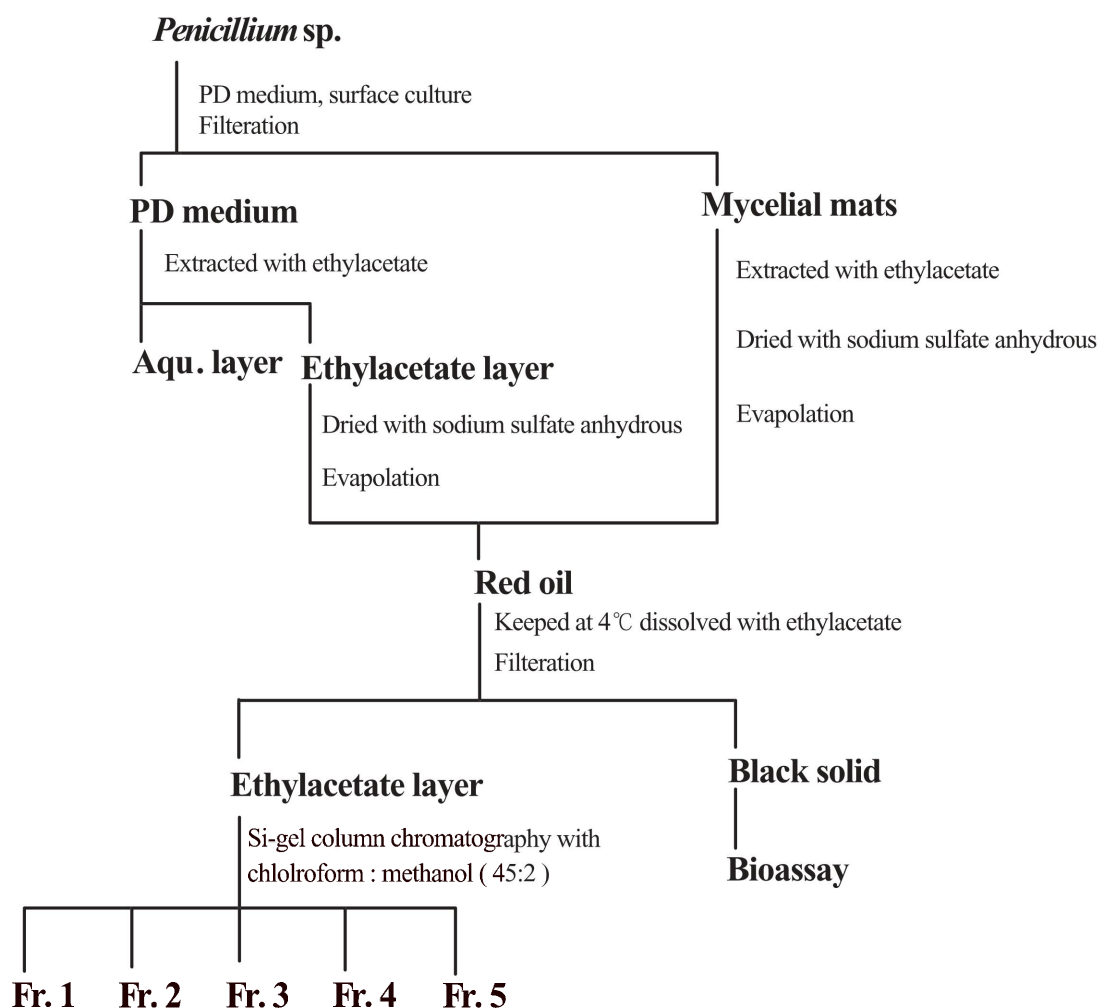 Penicillium sp.
PD medium, surface culture
Filteration
PD medium
Mycelial mats
Extracted with ethylacetate
Extracted with ethylacetate
Dried with sodium sulfate anhydrous
Evapolation
Aqu. layer
Ethylacetate layer
Dried with sodium sulfate anhydrous
Evapolation
Red oil
Keeped at 4℃ dissolved with ethylacetate
Filteration
Ethylacetate layer
Black solid
Si-gel column chromatography with
chlolroform : methanol ( 45:2 )
Bioassay
Fr. 1 Fr. 2 Fr. 3 Fr. 4 Fr. 5